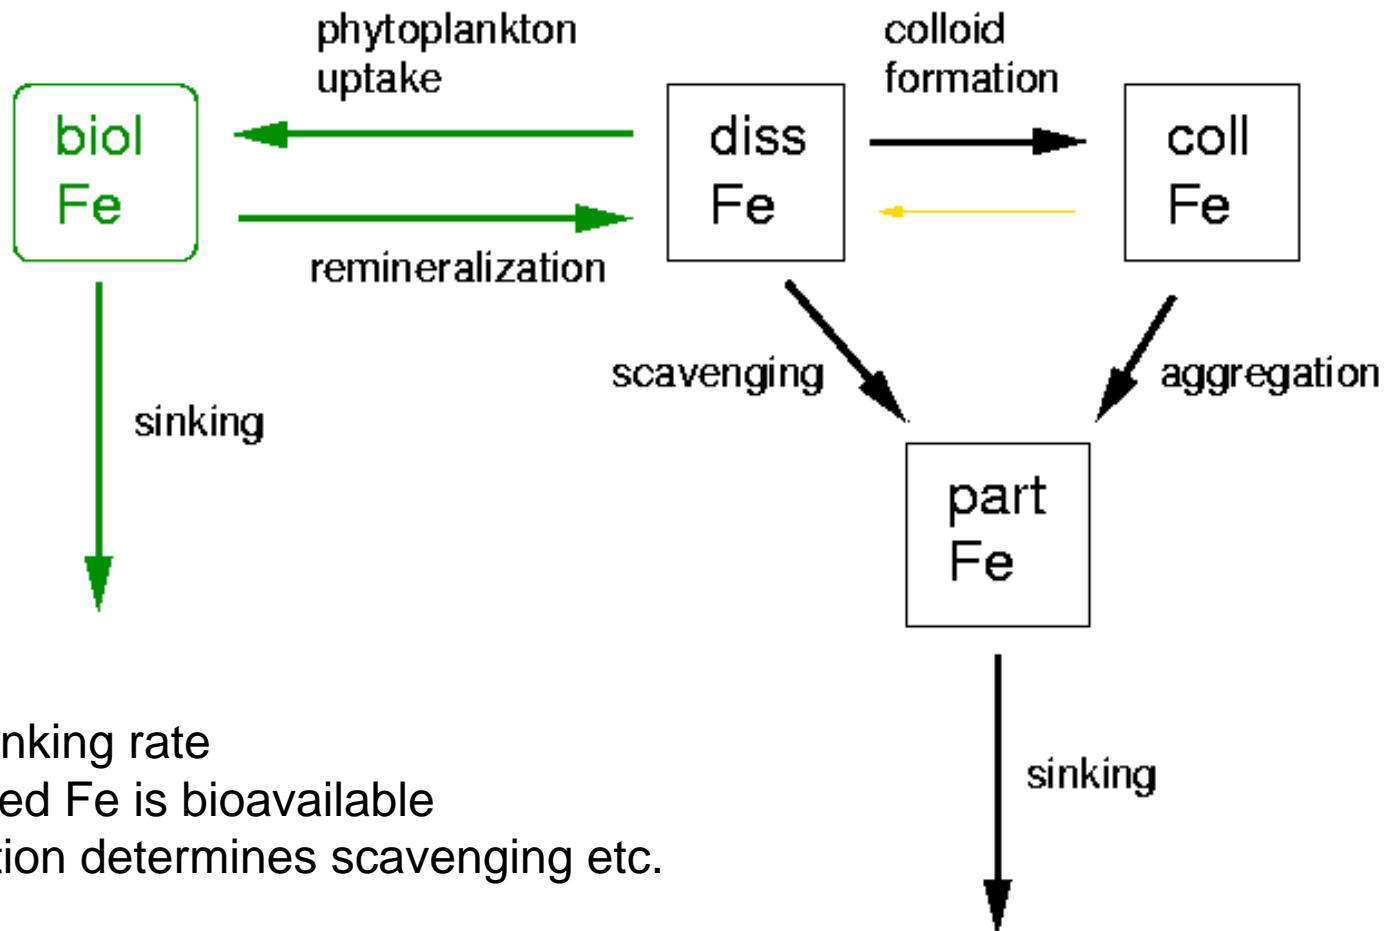 phytoplankton
uptake
colloid
formation
biol
Fe
diss
Fe
coll
Fe
remineralization
scavenging
aggregation
sinking
part
Fe
sinking
nking rate
ed Fe is bioavailable
tion determines scavenging etc.